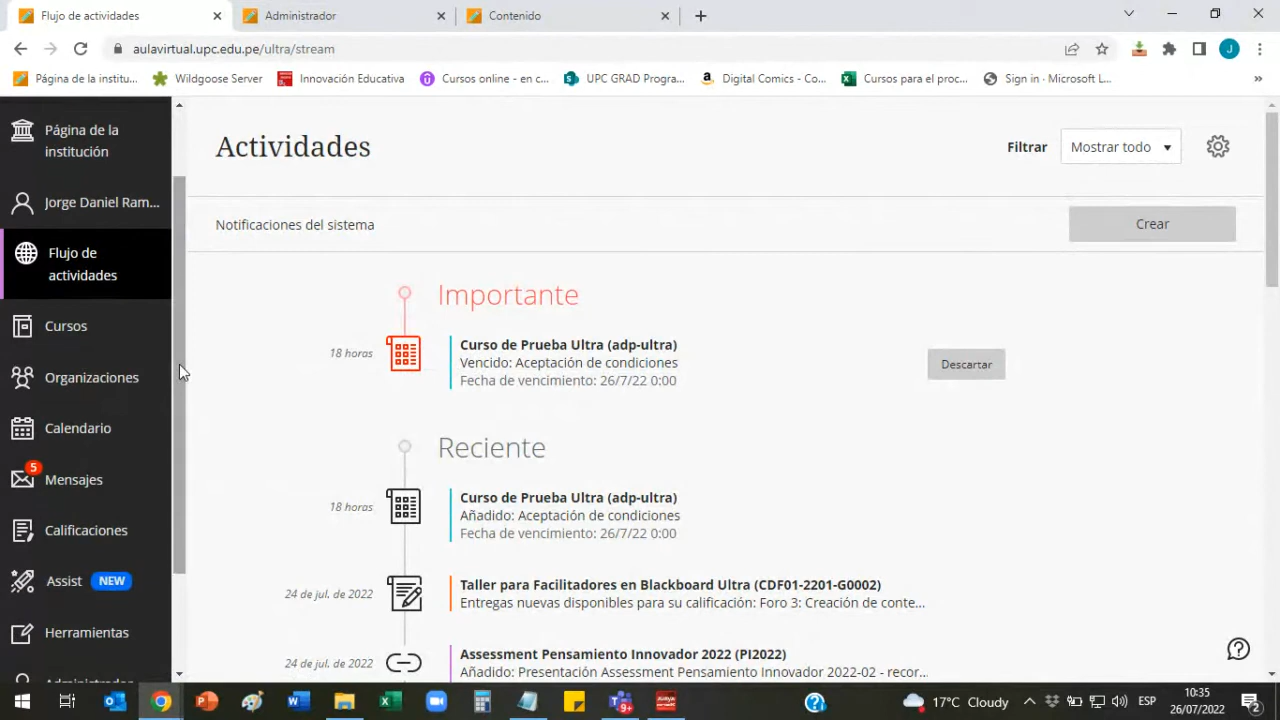 Flujo de actividades
Administrador
Contenido
aulavirtual.upc.edu.pe/ultra/stream
J
Página de la institu...
Wildgoose Server
Innovación Educativa
Cursos online - en c...
UPC GRAD Progra...
Digital Comics - Co...
Cursos para el proc...
Sign in · Microsoft L...
»
Página de la
institución
Jorge Daniel Ram...
Flujo de
actividades
Cursos
Organizaciones
Calendario
5
Mensajes
Calificaciones
Assist NEW
Herramientas
Actividades
Filtrar
Mostrar todo
Notificaciones del sistema
Crear
Importante
18 horas
Curso de Prueba Ultra (adp-ultra)
Vencido: Aceptación de condiciones
Fecha de vencimiento: 26/7/22 0:00
Descartar
Reciente
18 horas
Curso de Prueba Ultra (adp-ultra)
Añadido: Aceptación de condiciones
Fecha de vencimiento: 26/7/22 0:00
24 de jul. de 2022
Taller para Facilitadores en Blackboard Ultra (CDF01-2201-G0002)
Entregas nuevas disponibles para su calificación: Foro 3: Creación de conte...
24 de jul. de 2022
Assessment Pensamiento Innovador 2022 (PI2022)
Añadido: Presentación Assessment Pensamiento Innovador 2022-02 - recor...
9+
17°C Cloudy
ESP
10:35
26/07/2022
2